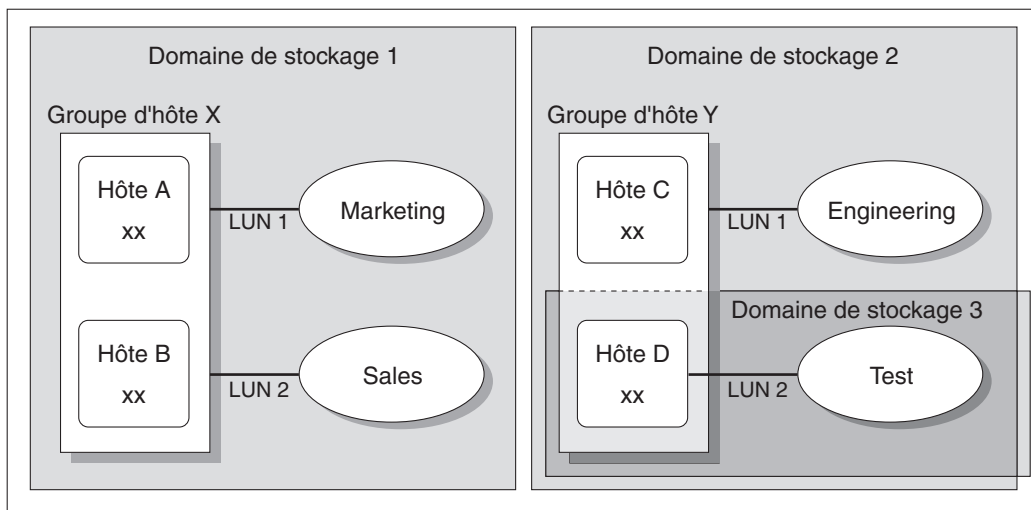 Domaine de stockage 1
Groupe d'hôte X
Hôte A
xx
LUN 1
Marketing
Hôte B
xx
LUN 2
Sales
Domaine de stockage 2
Groupe d'hôte Y
Hôte C
xx
LUN 1
Engineering
Domaine de stockage 3
Hôte D
xx
LUN 2
Test